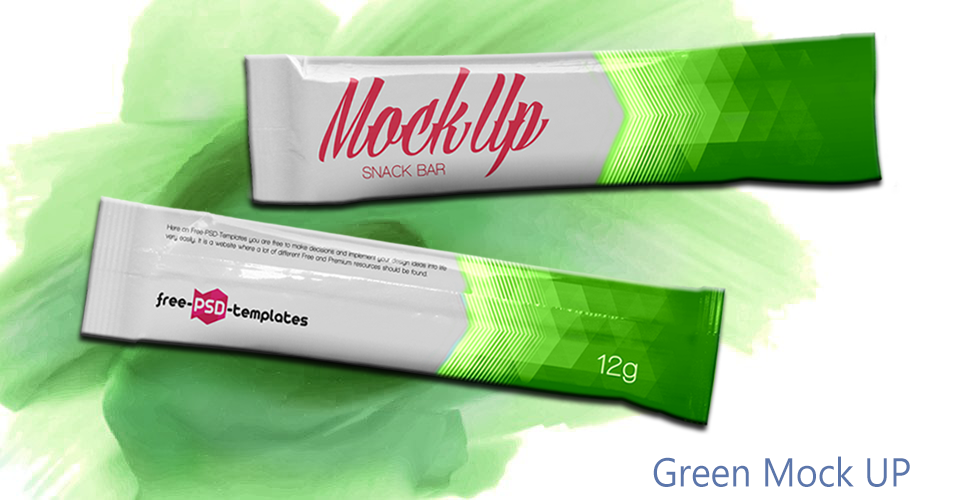 Mock Up
SNACK BAR
Here on Free-PSD-Templates you are free to make decisions and implement your design ideas into life
very easily. It is a website where a lot of different Free and Premium resources should be found.
free-PSD-templates
12g
Green Mock UP